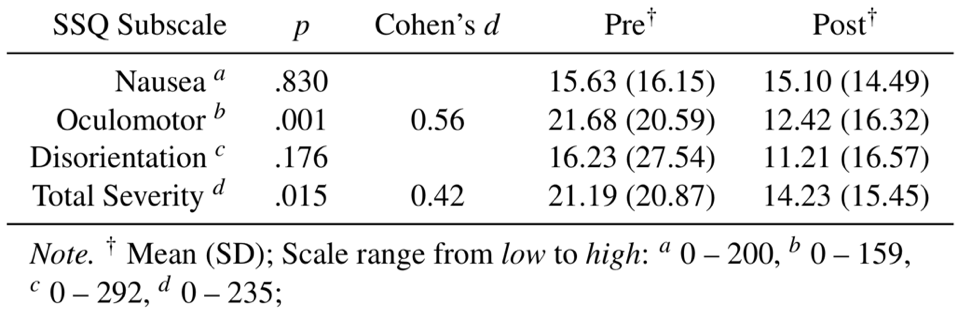 SSQ Subscale p Cohen's d Pre† Post†
Nausea a .830 15.63 (16.15) 15.10 (14.49)
Oculomotor b .001 0.56 21.68 (20.59) 12.42 (16.32)
Disorientation c .176 16.23 (27.54) 11.21 (16.57)
Total Severity d .015 0.42 21.19 (20.87) 14.23 (15.45)
Note. † Mean (SD); Scale range from low to high: a 0 – 200, b 0 – 159,
c 0 – 292, d 0 – 235;